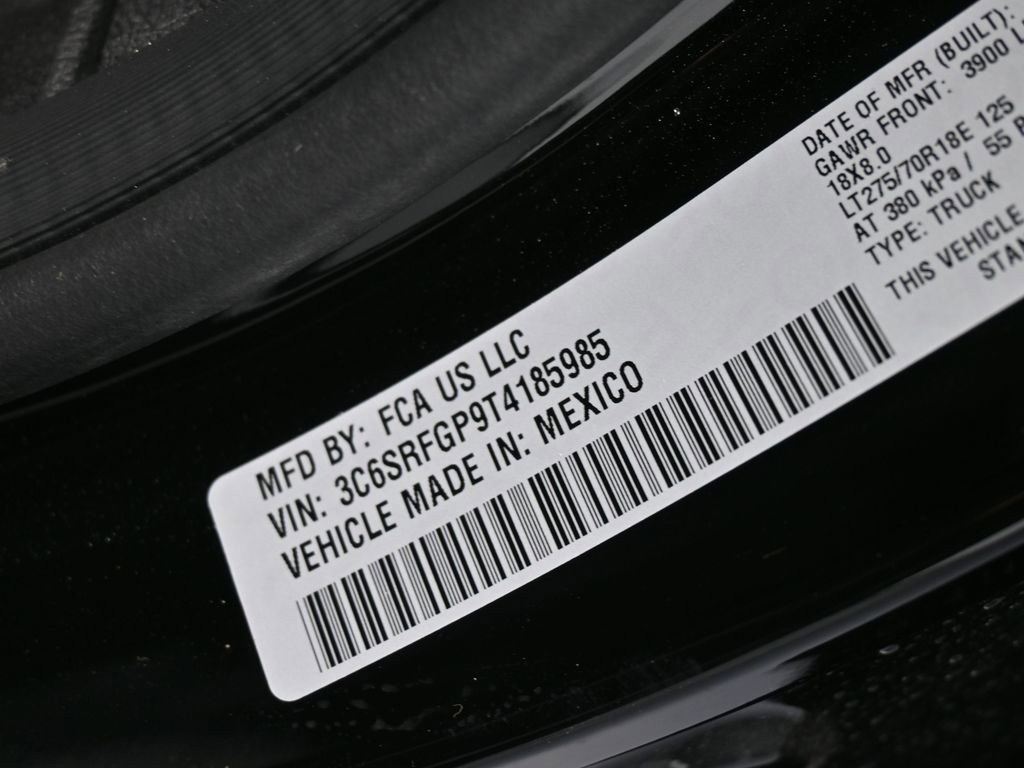 MFD BY: FCA US LLC
VIN: 3C6SRFGP9T4185985
VEHICLE MADE IN: MEXICO
DATE OF MFR (BUILT):
GAWR FRONT: 3900 L
18X8.0
LT275/70R18E 125
AT 380 kPa / 55 P
TYPE: TRUCK
THIS VEHICLE
STAN